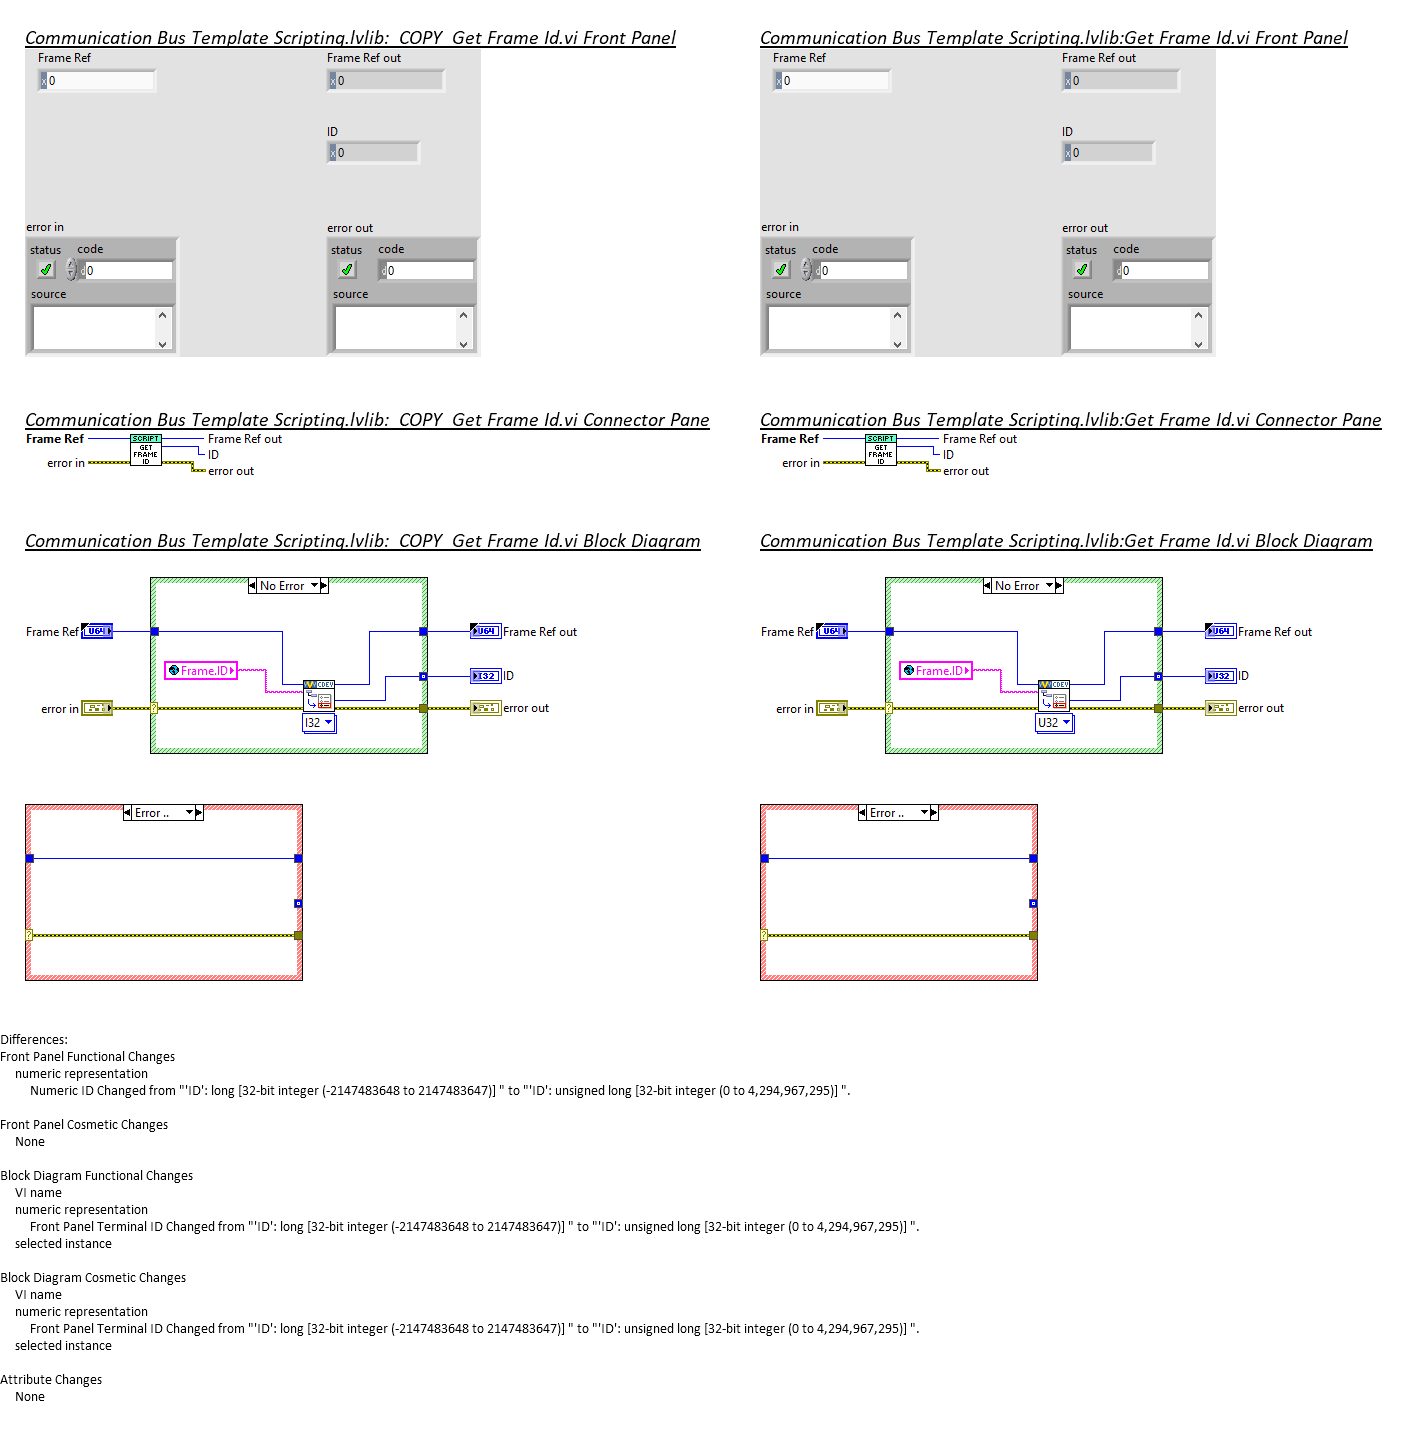 Communication Bus Template Scripting.lvlib:_COPY_Get Frame Id.vi Front Panel
Frame Ref
Frame Ref out
x 0
x 0
ID
x 0
error in
error out
status code
status code
d 0
d 0
source
source
Communication Bus Template Scripting.lvlib:Get Frame Id.vi Front Panel
Frame Ref
Frame Ref out
x 0
x 0
ID
x 0
error in
error out
status code
status code
d 0
d 0
source
source
Communication Bus Template Scripting.lvlib:_COPY_Get Frame Id.vi Connector Pane
Frame Ref
SCRIPT
GET
FRAME
ID
Frame Ref out
ID
error in
error out
Communication Bus Template Scripting.lvlib:Get Frame Id.vi Connector Pane
Frame Ref
SCRIPT
GET
FRAME
ID
Frame Ref out
ID
error in
error out
Communication Bus Template Scripting.lvlib:_COPY_Get Frame Id.vi Block Diagram
No Error
Frame Ref U64
U64 Frame Ref out
Frame.ID
I32 ID
CDEV
error in
error out
I32
Error ..
?
Communication Bus Template Scripting.lvlib:Get Frame Id.vi Block Diagram
No Error
Frame Ref U64
U64 Frame Ref out
Frame.ID
U32 ID
CDEV
error in
error out
U32
Error ..
?
Differences:
Front Panel Functional Changes
numeric representation
Numeric ID Changed from "'ID': long [32-bit integer (-2147483648 to 2147483647)] " to "'ID': unsigned long [32-bit integer (0 to 4,294,967,295)] ".
Front Panel Cosmetic Changes
None
Block Diagram Functional Changes
VI name
numeric representation
Front Panel Terminal ID Changed from "'ID': long [32-bit integer (-2147483648 to 2147483647)] " to "'ID': unsigned long [32-bit integer (0 to 4,294,967,295)] ".
selected instance
Block Diagram Cosmetic Changes
VI name
numeric representation
Front Panel Terminal ID Changed from "'ID': long [32-bit integer (-2147483648 to 2147483647)] " to "'ID': unsigned long [32-bit integer (0 to 4,294,967,295)] ".
selected instance
Attribute Changes
None